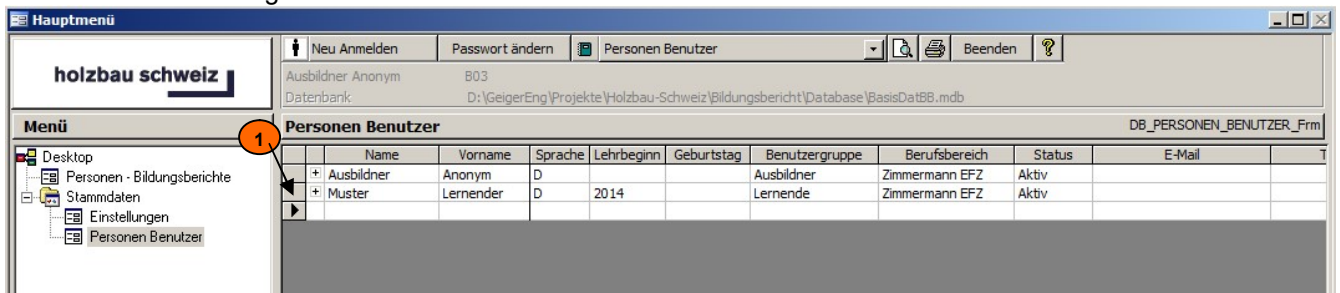 Hauptmenü
holzbau schweiz
Neu Anmelden Passwort ändern Personen Benutzer Beenden
Ausbildner Anonym B03
Datenbank D:\GeigerEng\Projekte\Holzbau-Schweiz\Bildungsbericht\Database\BasisDatBB.mdb
Menü
Personen Benutzer DB_PERSONEN_BENUTZER_Frm
1
Desktop
Personen - Bildungsberichte
Stammdaten
Einstellungen
Personen Benutzer
Name Vorname Sprache Lehrbeginn Geburtstag Benutzergruppe Berufsbereich Status E-Mail T
Ausbildner Anonym D Ausbildner Zimmermann EFZ Aktiv
Muster Lernender D 2014 Lernende Zimmermann EFZ Aktiv